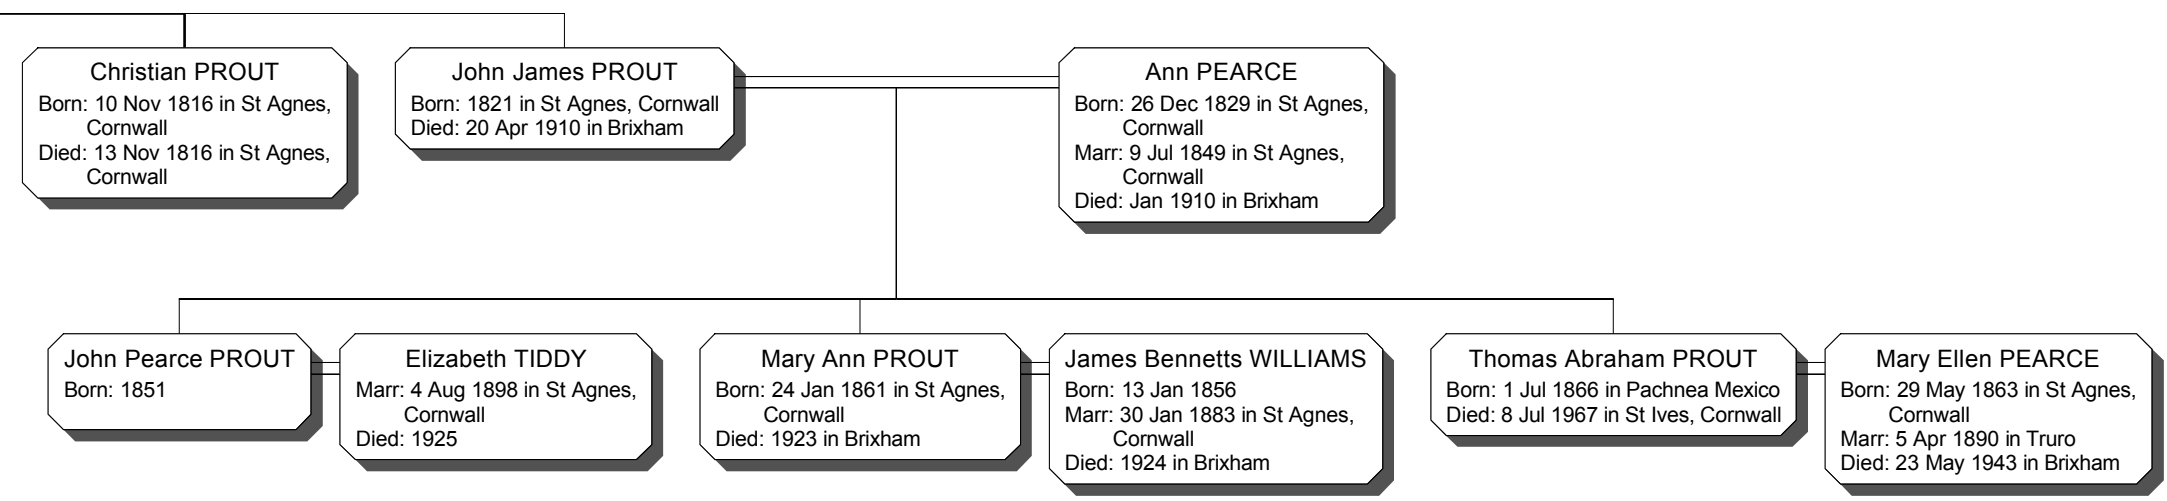 Christian PROUT
Born: 10 Nov 1816 in St Agnes,
Cornwall
Died: 13 Nov 1816 in St Agnes,
Cornwall
John James PROUT
Born: 1821 in St Agnes, Cornwall
Died: 20 Apr 1910 in Brixham
Ann PEARCE
Born: 26 Dec 1829 in St Agnes,
Cornwall
Marr: 9 Jul 1849 in St Agnes,
Cornwall
Died: Jan 1910 in Brixham
John Pearce PROUT
Born: 1851
Elizabeth TIDDY
Marr: 4 Aug 1898 in St Agnes,
Cornwall
Died: 1925
Mary Ann PROUT
Born: 24 Jan 1861 in St Agnes,
Cornwall
Died: 1923 in Brixham
James Bennetts WILLIAMS
Born: 13 Jan 1856
Marr: 30 Jan 1883 in St Agnes,
Cornwall
Died: 1924 in Brixham
Thomas Abraham PROUT
Born: 1 Jul 1866 in Pachnea Mexico
Died: 8 Jul 1967 in St Ives, Cornwall
Mary Ellen PEARCE
Born: 29 May 1863 in St Agnes,
Cornwall
Marr: 5 Apr 1890 in Truro
Died: 23 May 1943 in Brixham